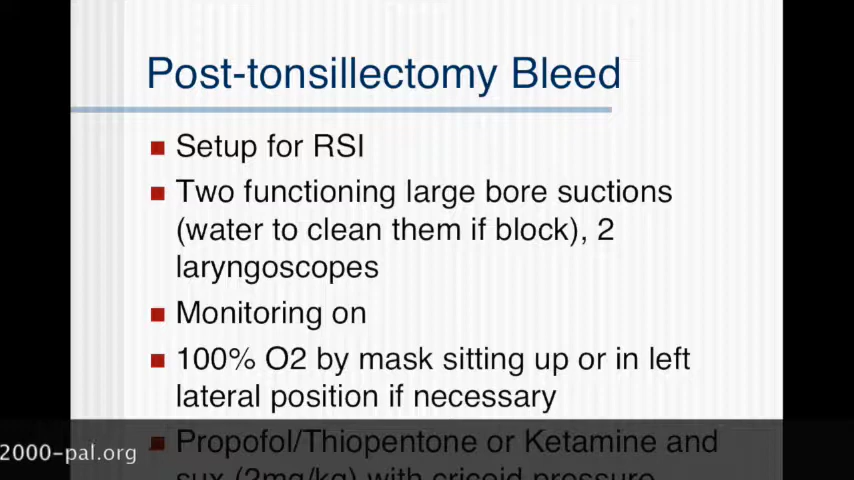 Post-tonsillectomy Bleed
Setup for RSI
Two functioning large bore suctions
(water to clean them if block), 2
laryngoscopes
Monitoring on
100% O2 by mask sitting up or in left
lateral position if necessary
Propofol/Thiopentone or Ketamine and
sux (2mg/kg) with cricoid pressure
2000-pal.org